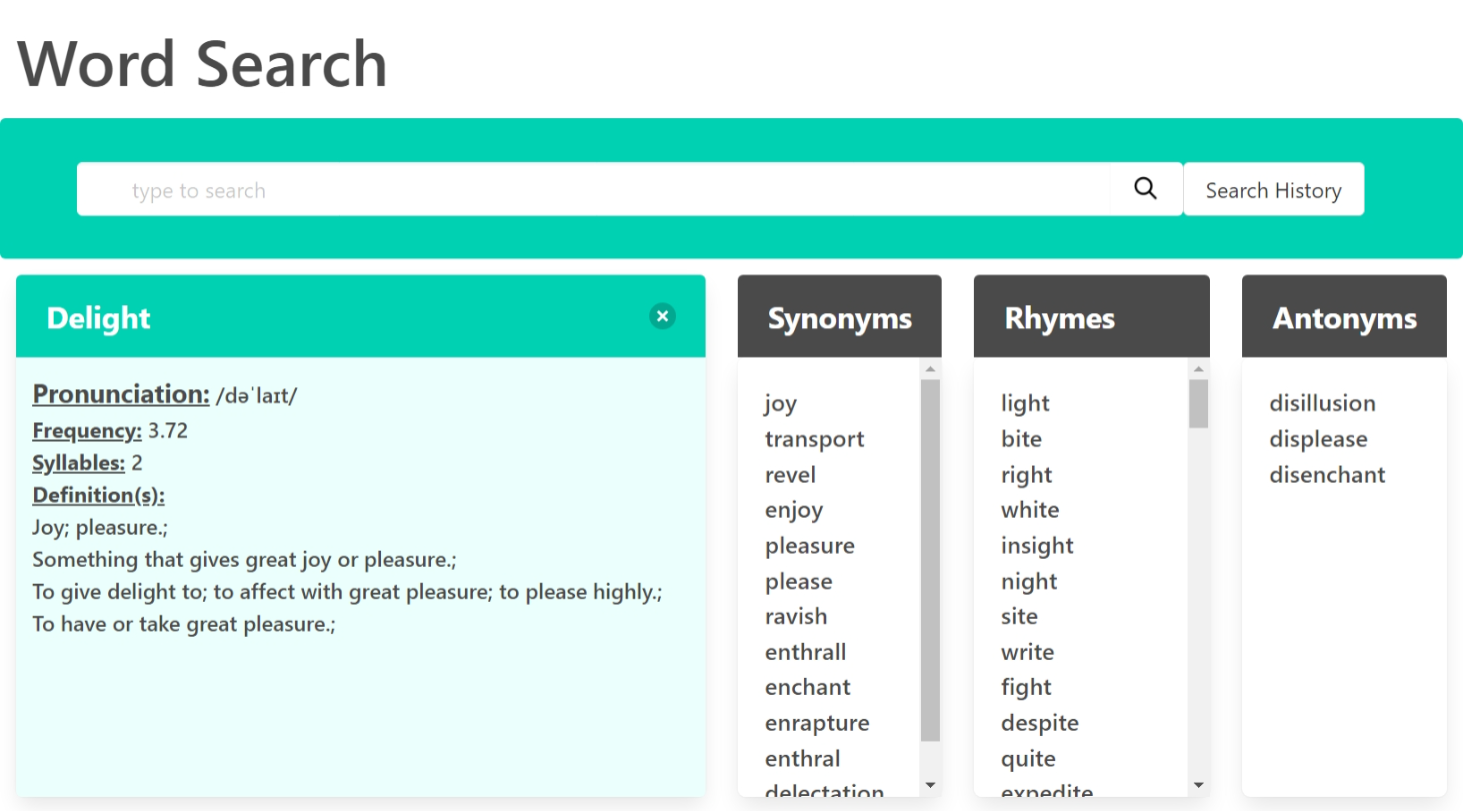 Word Search
type to search
Search History
Delight
Pronunciation: /dəˈlaɪt/
Frequency: 3.72
Syllables: 2
Definition(s):
Joy; pleasure.;
Something that gives great joy or pleasure.;
To give delight to; to affect with great pleasure; to please highly.;
To have or take great pleasure.;
Synonyms
joy
transport
revel
enjoy
pleasure
please
ravish
enthrall
enchant
enrapture
enthral
delectation
Rhymes
light
bite
right
white
insight
night
site
write
fight
despite
quite
expedite
Antonyms
disillusion
displease
disenchant